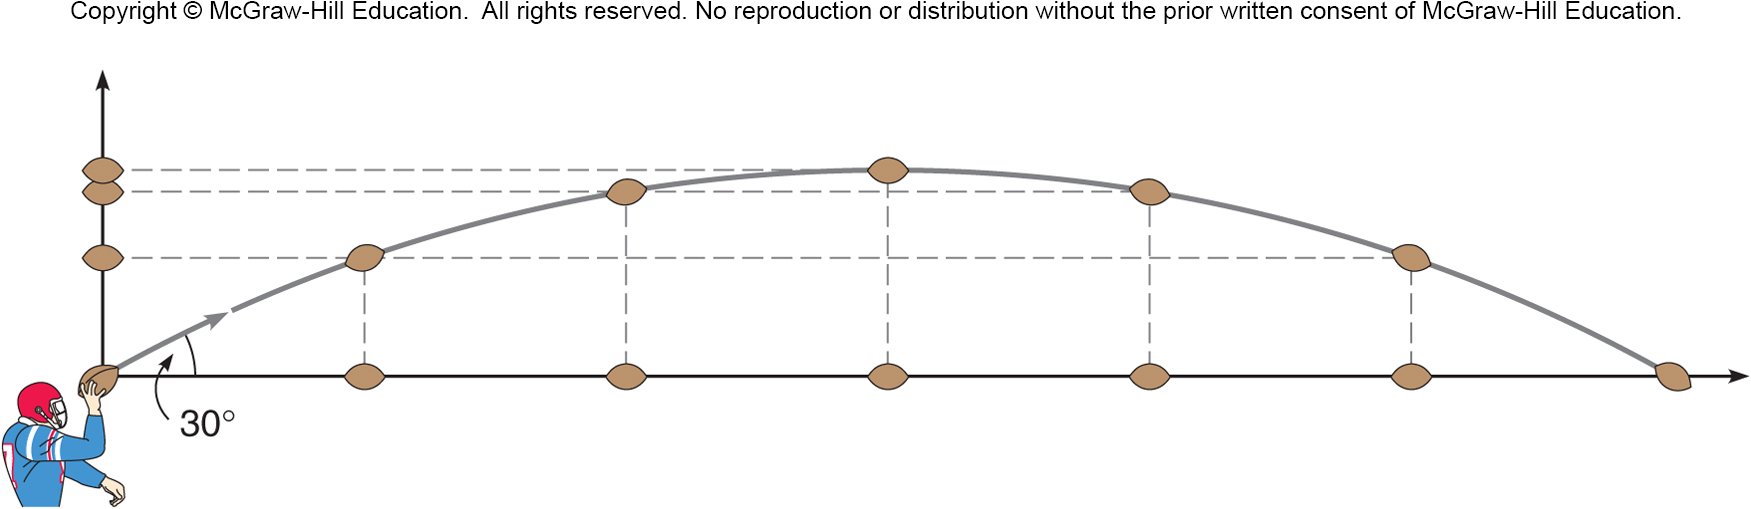 Copyright © McGraw-Hill Education.  All rights reserved. No reproduction or distribution without the prior written consent of McGraw-Hill Education.
30°